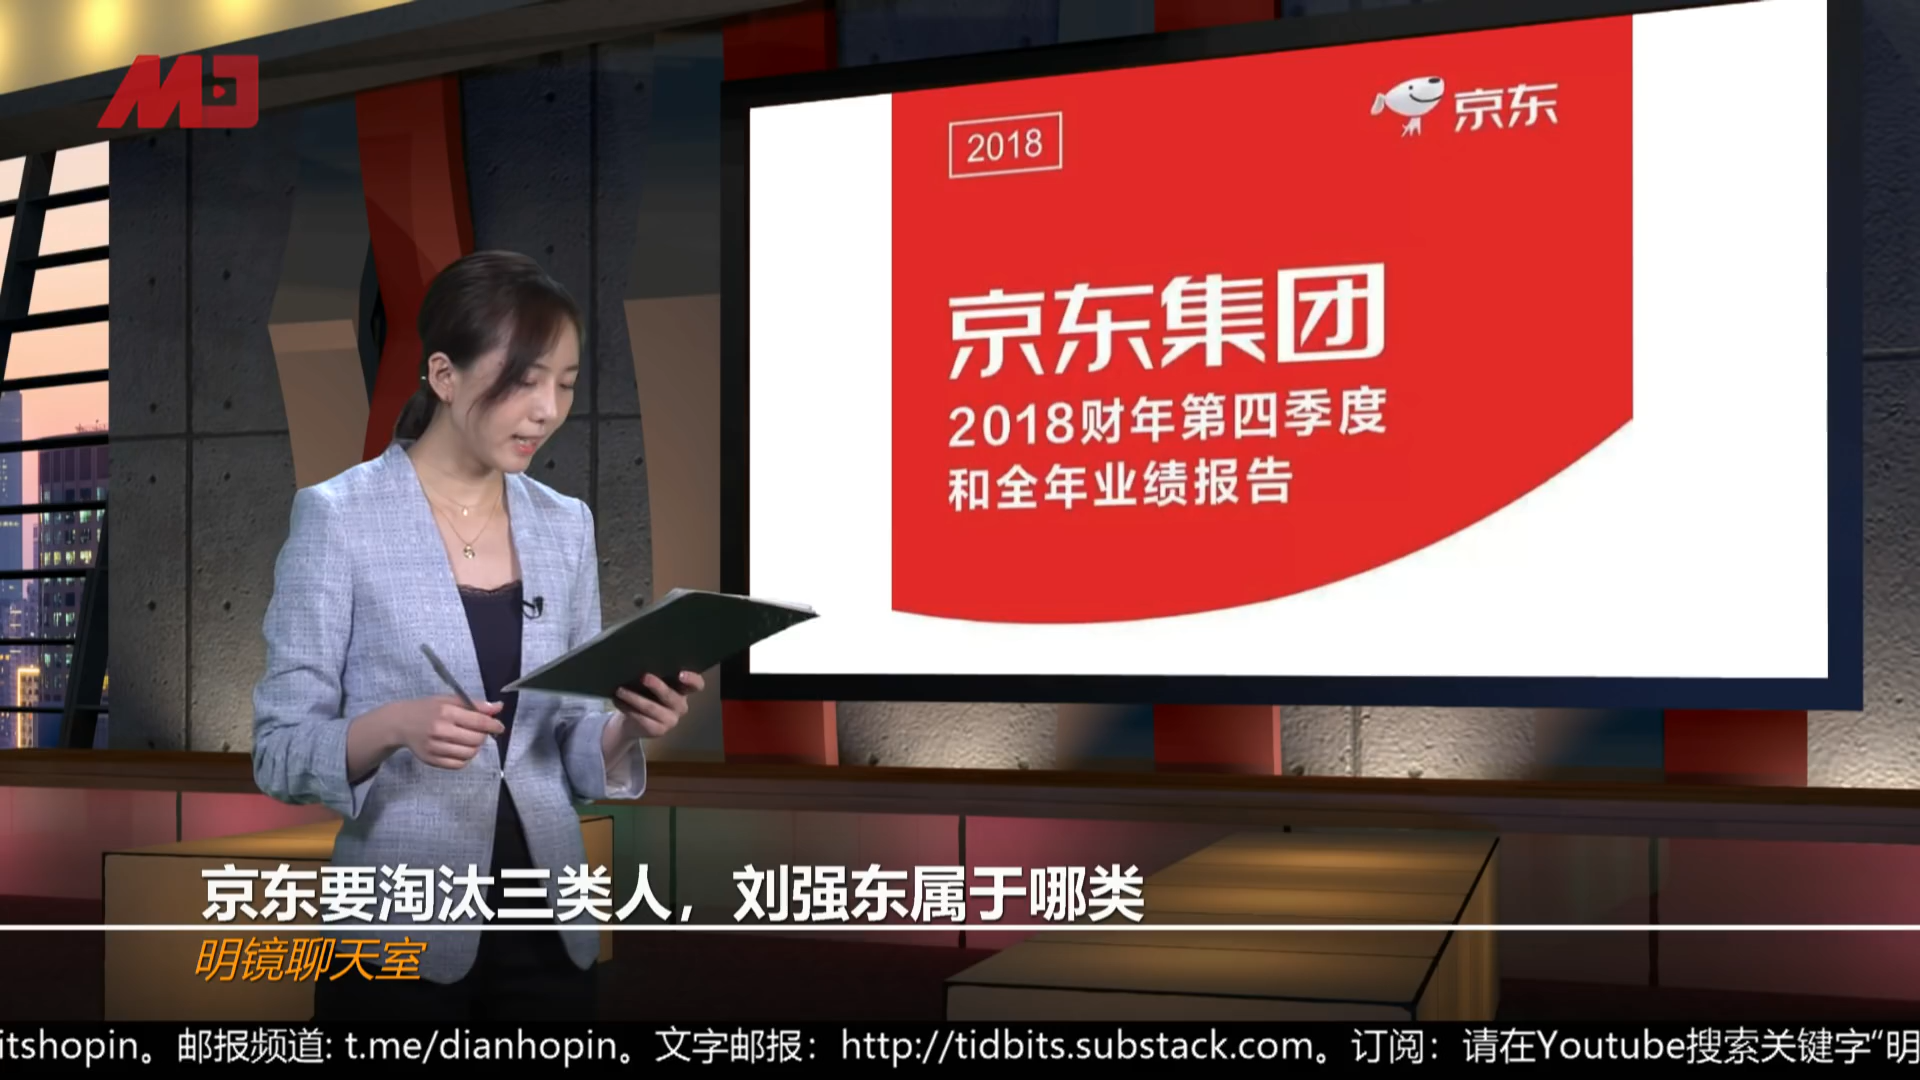 2018
京东
京东集团
2018财年第四季度
和全年业绩报告
京东要淘汰三类人，刘强东属于哪类
明镜聊天室
itshopin。邮报频道: t.me/dianhopin。文字邮报：http://tidbits.substack.com。订阅：请在Youtube搜索关键字“明